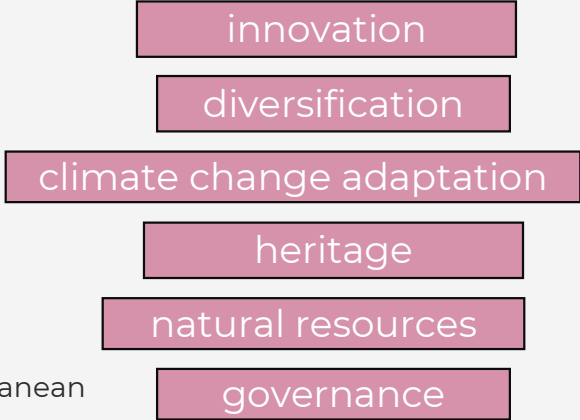 innovation
diversification
climate change adaptation
heritage
natural resources
anean
governance